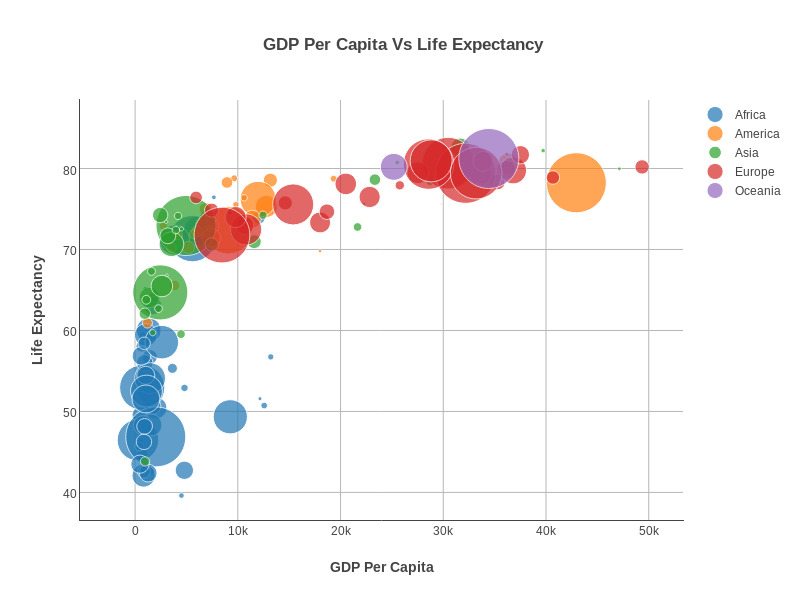 GDP Per Capita Vs Life Expectancy
Africa
America
Asia
Europe
Oceania
Life Expectancy
80
70
60
50
40
0 10k 20k 30k 40k 50k
GDP Per Capita